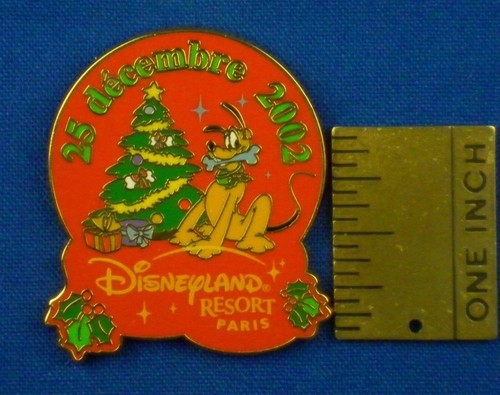 25 décembre 2002
DISNEYLAND®
RESORT
PARIS
ONE INCH